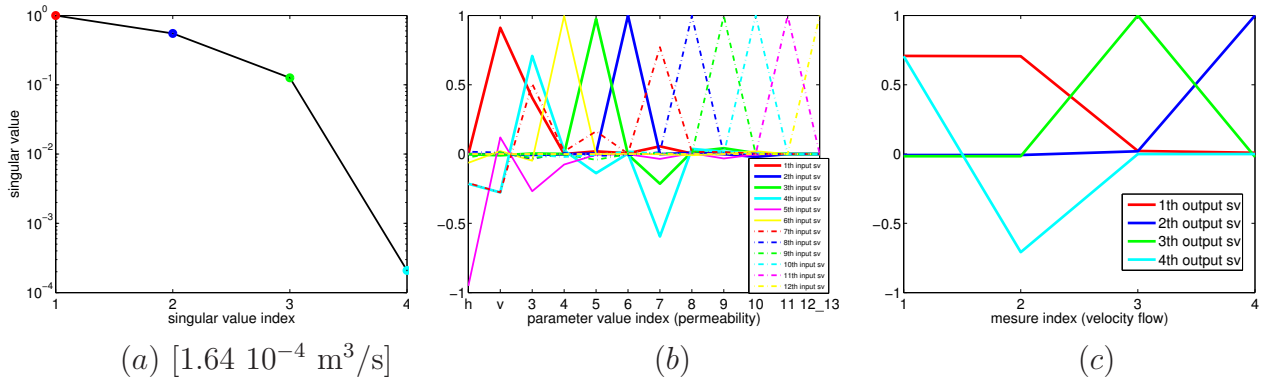 10^0
10^-1
10^-2
10^-3
10^-4
1 2 3 4
singular value
singular value index
(a) [1.64 10^-4 m^3/s]
1
0.5
0
-0.5
-1
h v 3 4 5 6 7 8 9 10 11 12_13
parameter value index (permeability)
1th input sv
2th input sv
3th input sv
4th input sv
5th input sv
6th input sv
7th input sv
8th input sv
9th input sv
10th input sv
11th input sv
12th input sv
(b)
1
0.5
0
-0.5
-1
1 2 3 4
mesure index (velocity flow)
1th output sv
2th output sv
3th output sv
4th output sv
(c)